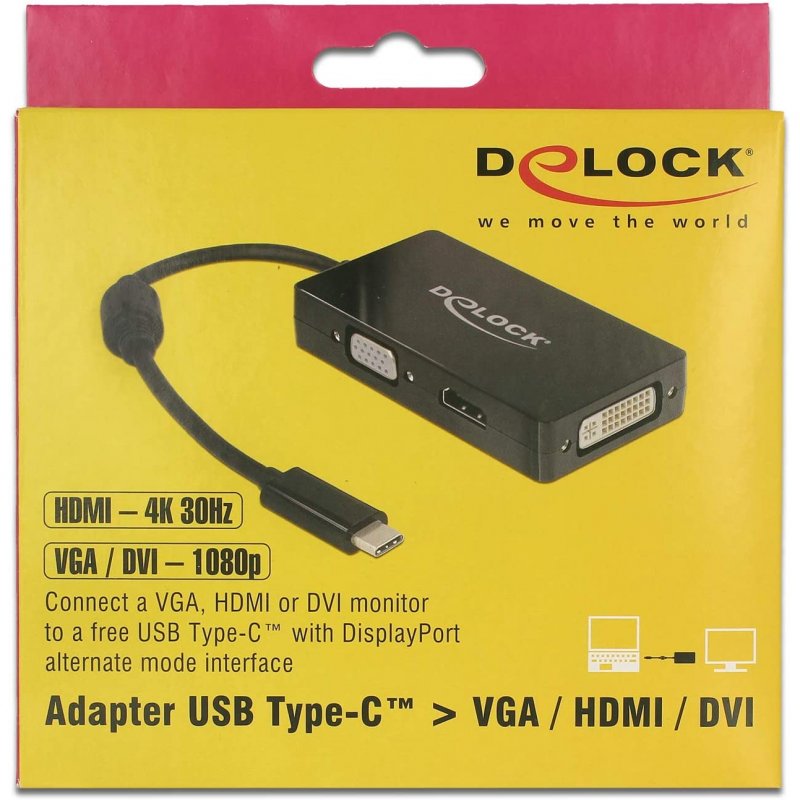 DELOCK®
we move the world
DELOCK®
HDMI – 4K 30Hz
VGA / DVI – 1080p
Connect a VGA, HDMI or DVI monitor
to a free USB Type-C™ with DisplayPort
alternate mode interface
Adapter USB Type-C™ > VGA / HDMI / DVI